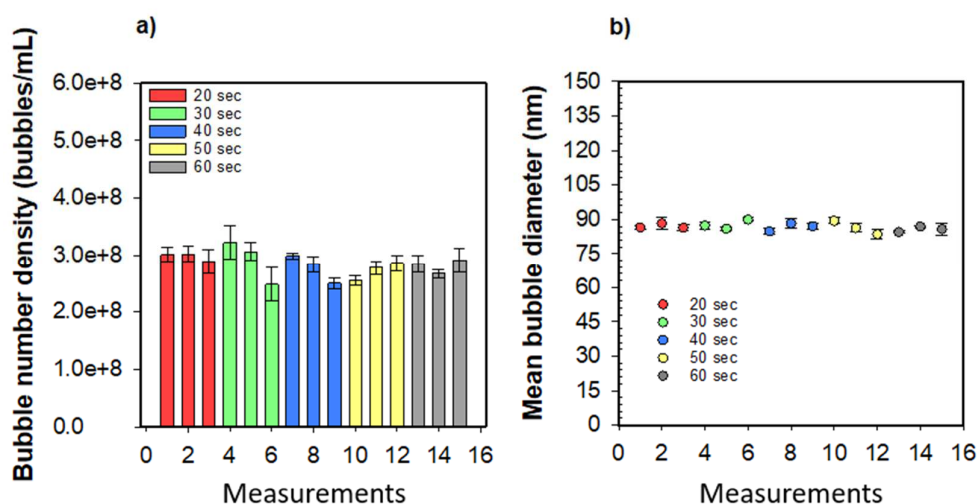 a)
Bubble number density (bubbles/mL)
6.0e+8
5.0e+8
4.0e+8
3.0e+8
2.0e+8
1.0e+8
0.0
20 sec
30 sec
40 sec
50 sec
60 sec
0 2 4 6 8 10 12 14 16
Measurements
b)
Mean bubble diameter (nm)
150
135
120
105
90
75
60
45
30
15
0
20 sec
30 sec
40 sec
50 sec
60 sec
0 2 4 6 8 10 12 14 16
Measurements